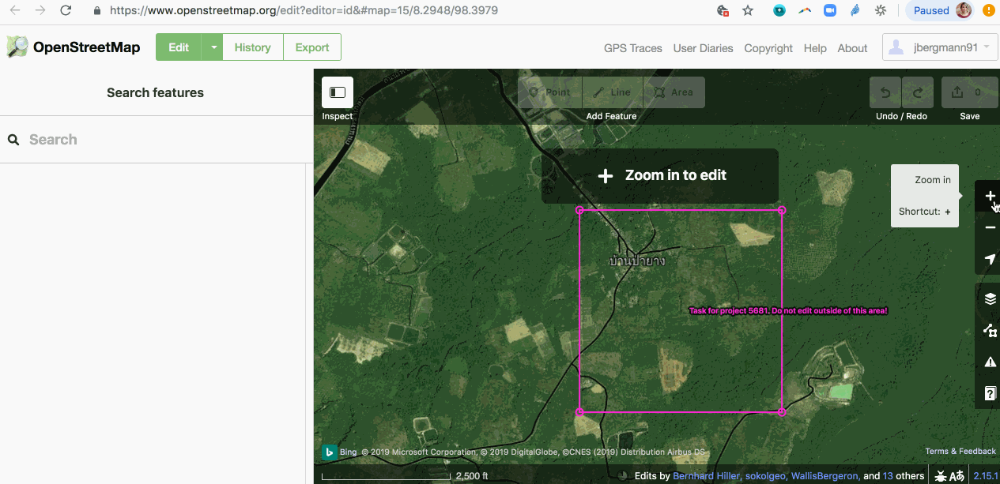 https://www.openstreetmap.org/edit?editor=id&#map=15/8.2948/98.3979
Paused
OpenStreetMap
Edit
History
Export
GPS Traces
User Diaries
Copyright
Help
About
jbergmann91
Search features
Search
Inspect
Point
Line
Area
Add Feature
Undo / Redo
0
Save
Zoom in to edit
Zoom in
Shortcut: +
บ้านป่ายาง
Task for project 5681. Do not edit outside of this area!
Bing © 2019 Microsoft Corporation, © 2019 DigitalGlobe, ©CNES (2019) Distribution Airbus DS
Terms & Feedback
2,500 ft
Edits by Bernhard Hiller, sokolgeo, WallisBergeron, and 13 others
2.15.1